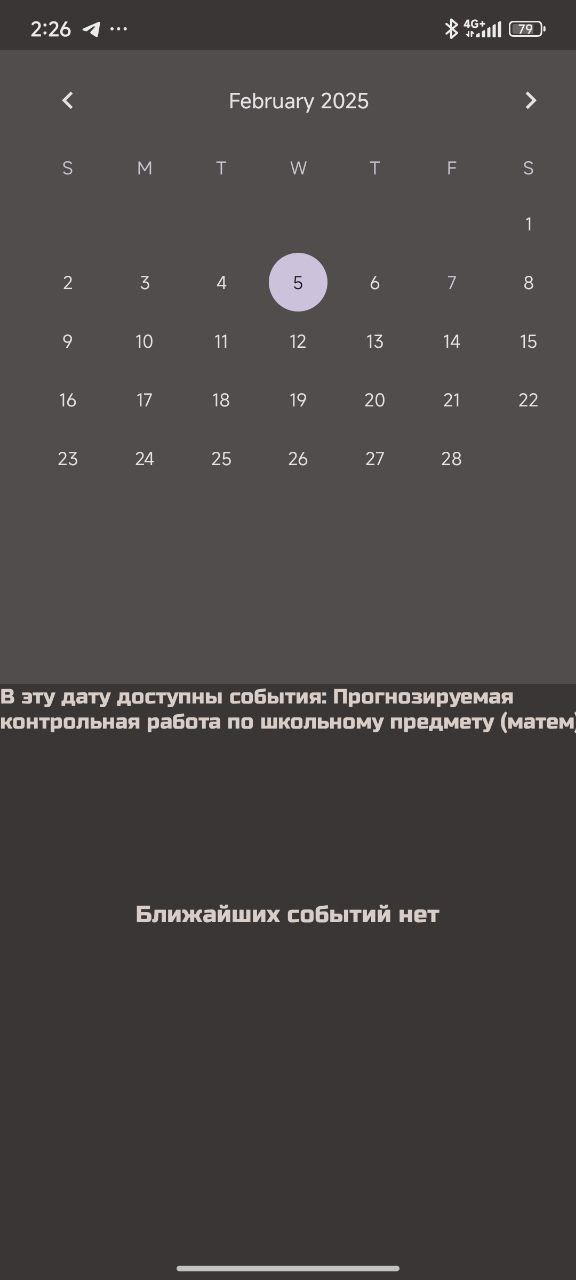 2:26 ... 4G+ 79
February 2025
S M T W T F S
1
2 3 4 5 6 7 8
9 10 11 12 13 14 15
16 17 18 19 20 21 22
23 24 25 26 27 28
В эту дату доступны события: Прогнозируемая
контрольная работа по школьному предмету (матем)
Ближайших событий нет